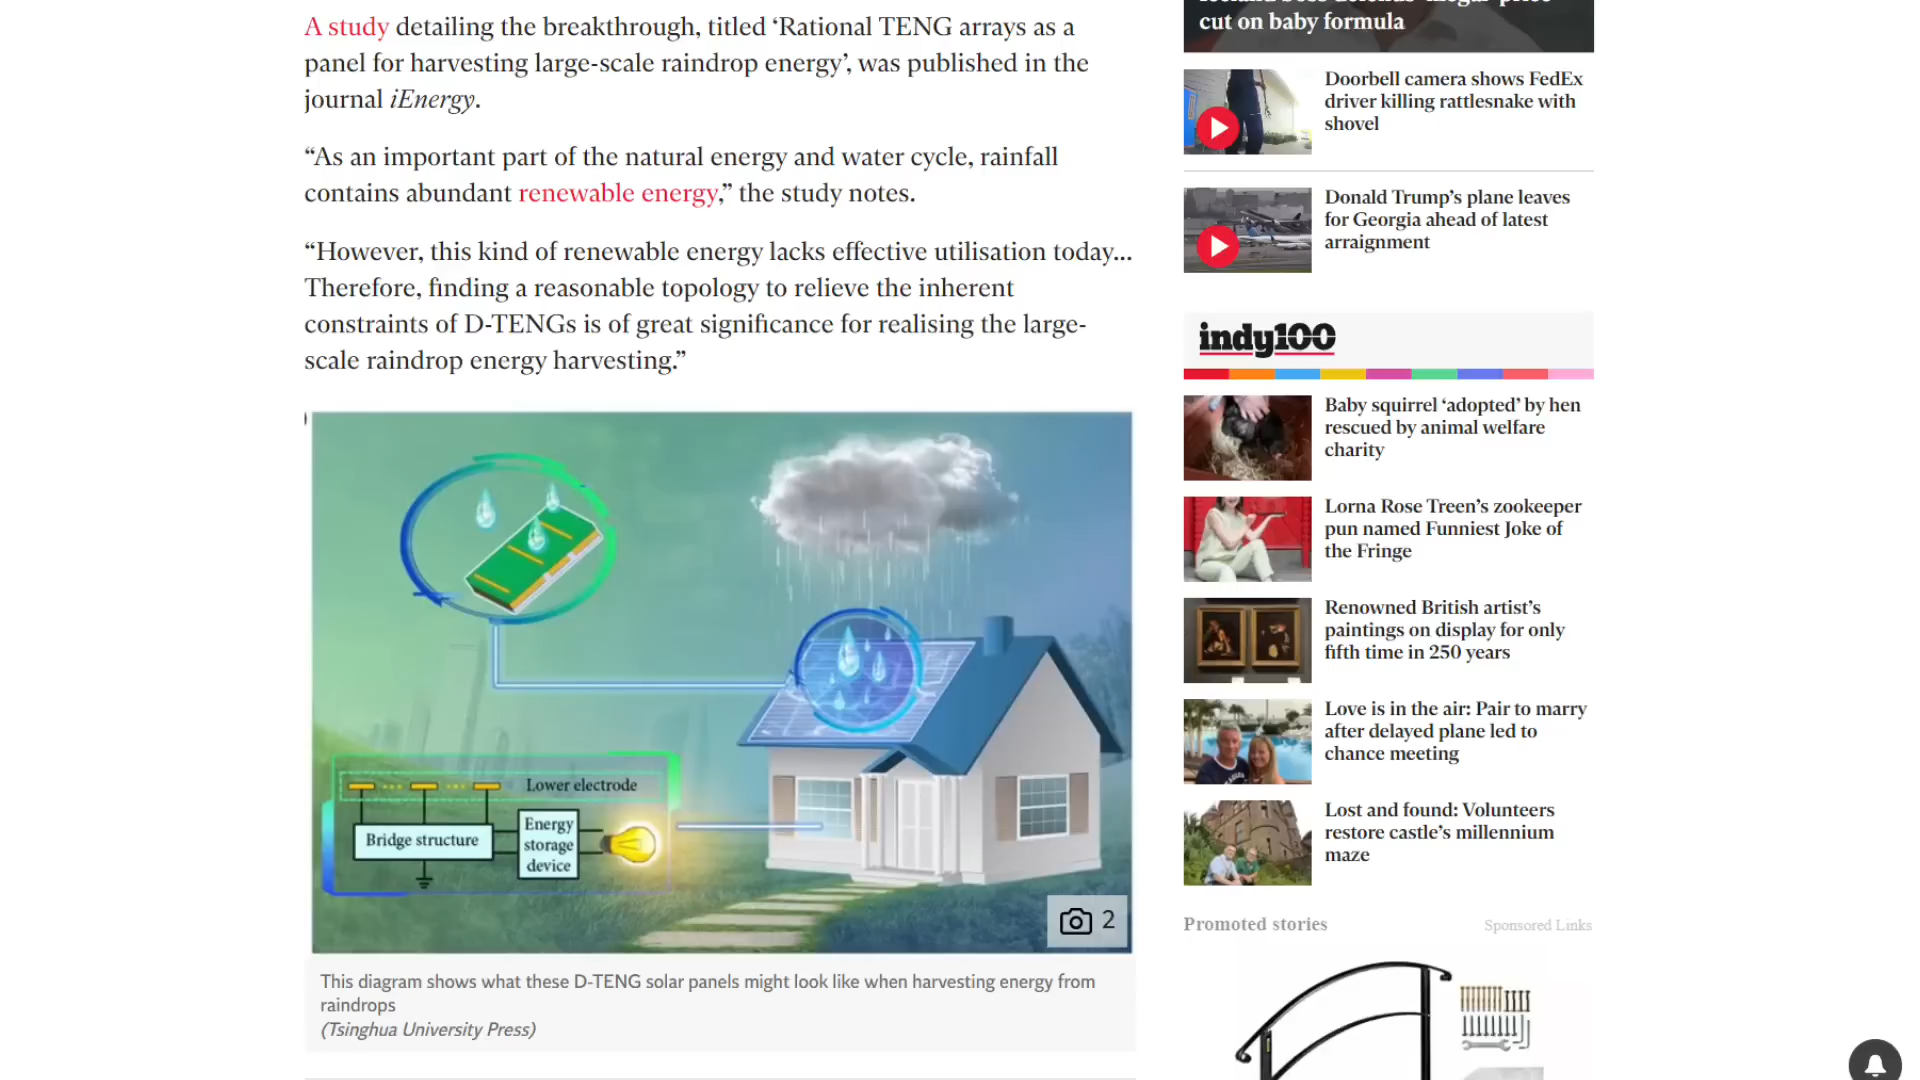 A study detailing the breakthrough, titled ‘Rational TENG arrays as a
panel for harvesting large-scale raindrop energy’, was published in the
journal iEnergy.
“As an important part of the natural energy and water cycle, rainfall
contains abundant renewable energy,” the study notes.
“However, this kind of renewable energy lacks effective utilisation today...
Therefore, finding a reasonable topology to relieve the inherent
constraints of D-TENGs is of great significance for realising the large-
scale raindrop energy harvesting.”
Lower electrode
Bridge structure
Energy
storage
device
2
This diagram shows what these D-TENG solar panels might look like when harvesting energy from
raindrops
(Tsinghua University Press)
cut on baby formula
Doorbell camera shows FedEx
driver killing rattlesnake with
shovel
Donald Trump’s plane leaves
for Georgia ahead of latest
arraignment
indy100
Baby squirrel ‘adopted’ by hen
rescued by animal welfare
charity
Lorna Rose Treen’s zookeeper
pun named Funniest Joke of
the Fringe
Renowned British artist’s
paintings on display for only
fifth time in 250 years
Love is in the air: Pair to marry
after delayed plane led to
chance meeting
Lost and found: Volunteers
restore castle’s millennium
maze
Promoted stories
Sponsored Links